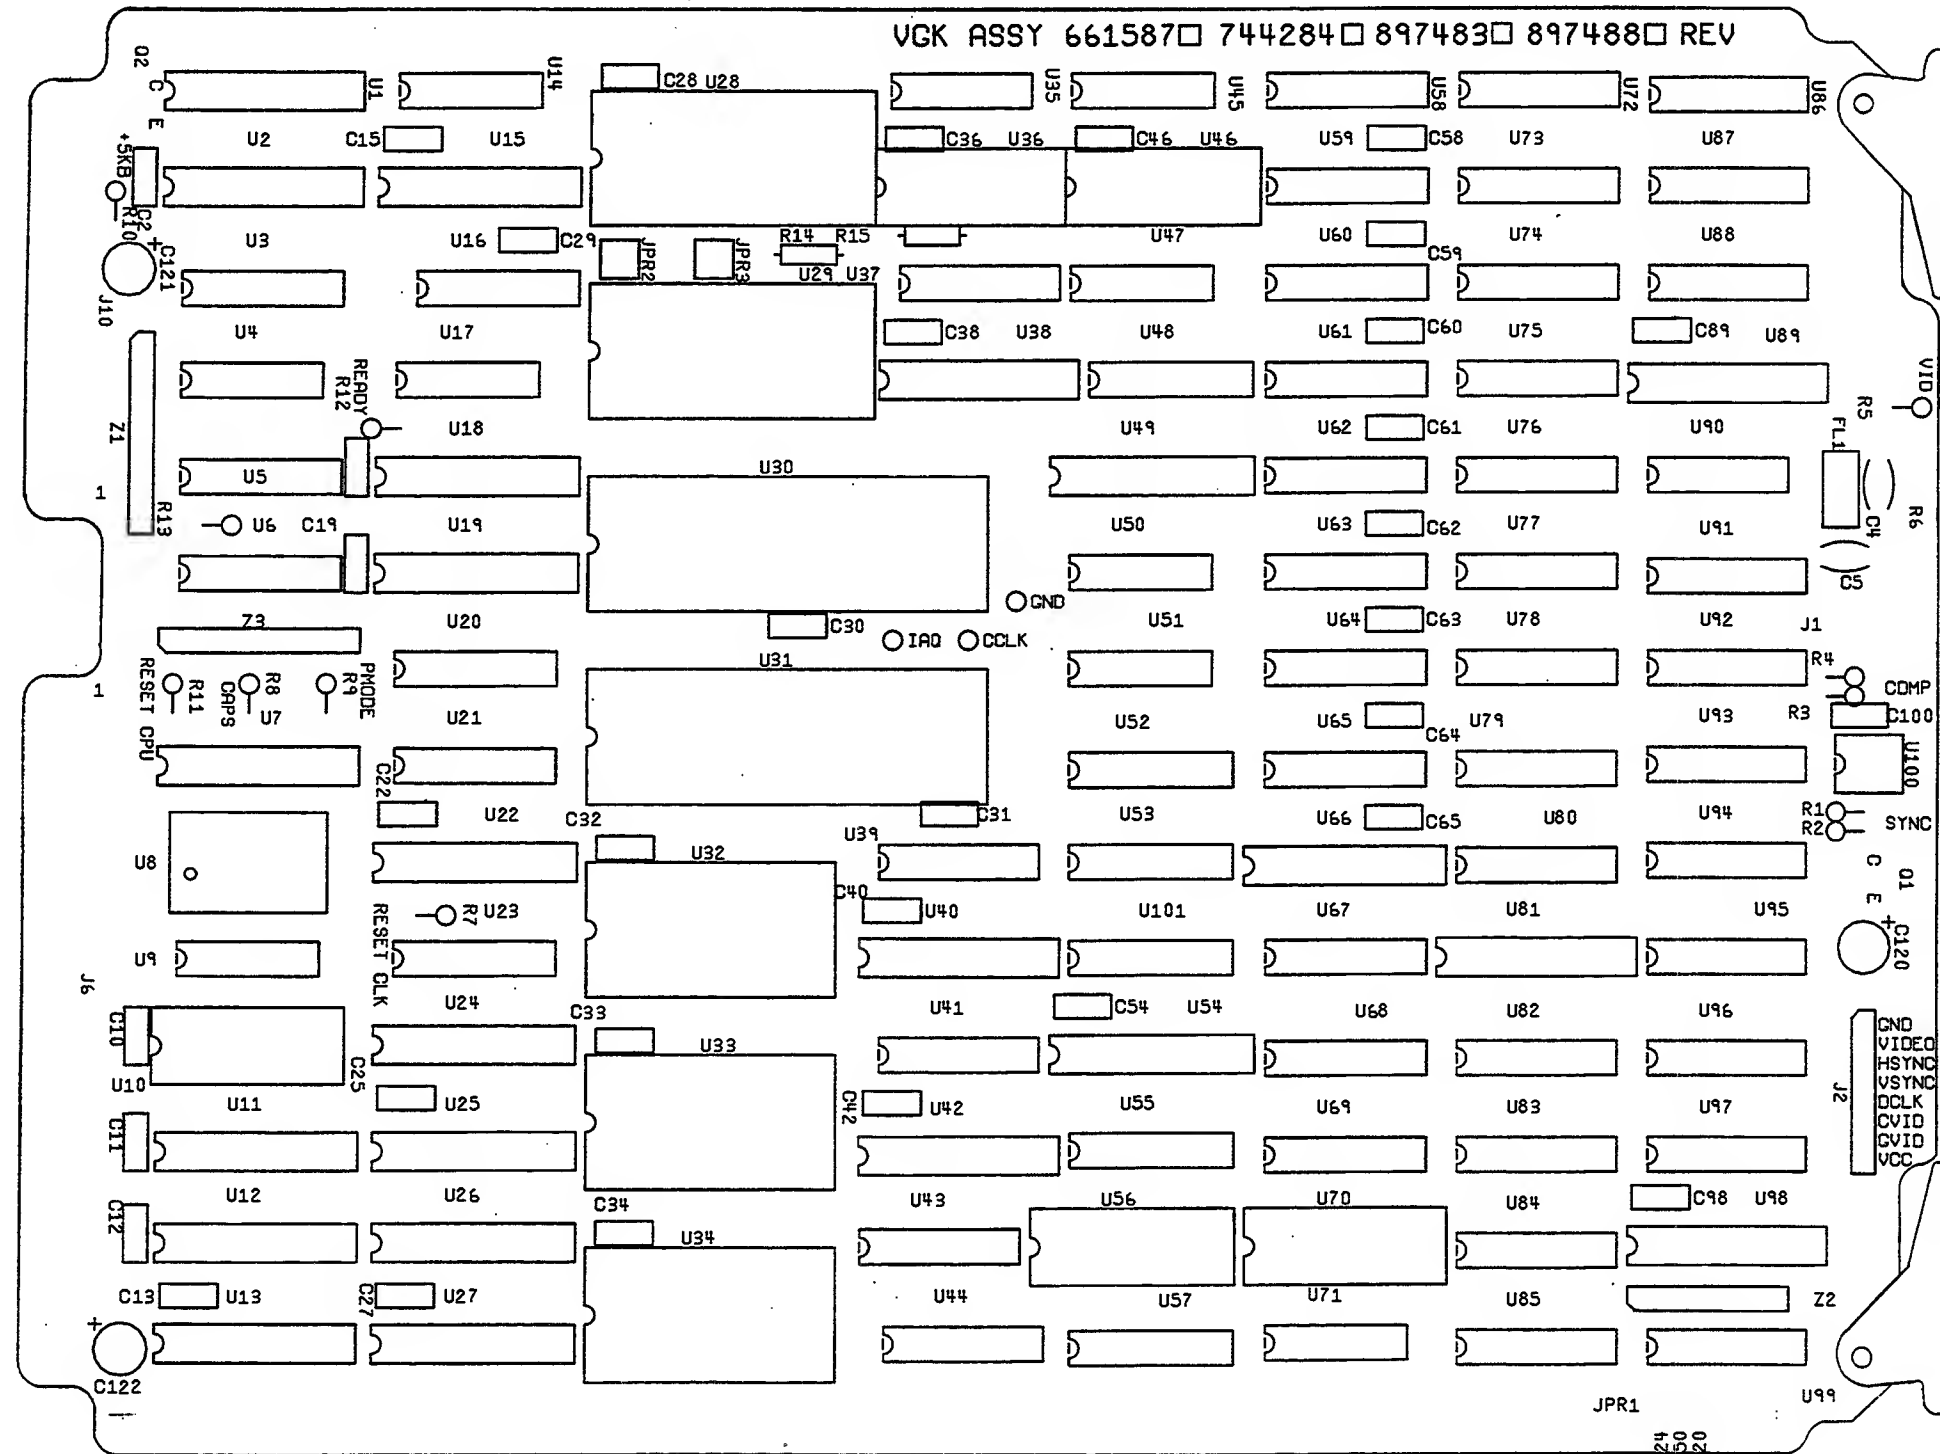 VGK ASSY 661587□ 744284□ 897483□ 897488□ REV
Q2
C
E
U1
U14
C28 U28
U35
U45
U58
U72
U86
+5KB
U2
C15
U15
C36
U36
C46
U46
U59
C58
U73
U87
R10
C2
C121
J10
U3
U16
C29
JPR2
JPR3
R14
R15
U29
U37
U47
U60
C59
U74
U88
U4
U17
C38
U38
U48
U61
C60
U75
C89
U89
VID
READY
R12
Z1
U18
U49
U62
C61
U76
U90
R5
FL1
U5
U30
1
R13
U6
C19
U19
U50
U63
C62
U77
U91
C4
R6
C5
GND
Z3
U20
C30
IAQ
CCLK
U51
U64
C63
U78
U92
J1
U31
1
RESET CPU
R11
CAPS
R8
U7
R9
PMODE
U21
U52
U65
C64
U79
U93
R4
R3
COMP
C100
U100
C22
U22
C32
C31
U53
U66
C65
U80
U94
R1
R2
SYNC
U8
U32
U39
C
E
Q1
C40
U40
RESET CLK
R7
U23
U101
U67
U81
U95
C120
U9
J6
U24
U41
C54
U54
U68
U82
U96
C10
C33
U33
GND
VIDEO
HSYNC
VSYNC
DCLK
CVID
GVID
VCC
J2
U10
C25
U11
U25
C42
U42
U55
U69
U83
U97
C11
U12
U26
C34
U43
U56
U70
U84
C98
U98
C12
U34
C13
U13
C27
U27
U44
U57
U71
U85
Z2
+
C122
JPR1
U99
24
50
20